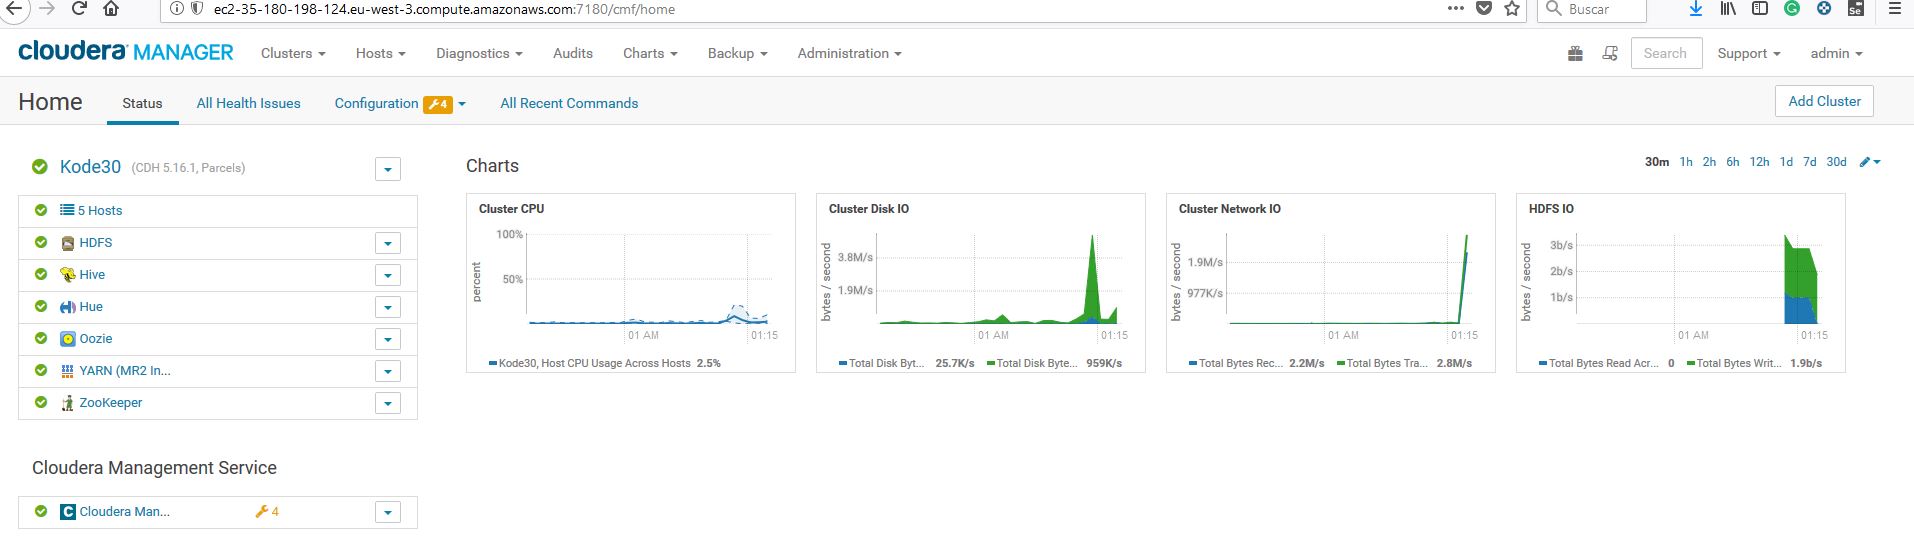 ec2-35-180-198-124.eu-west-3.compute.amazonaws.com:7180/cmf/home
Buscar
cloudera MANAGER
Clusters
Hosts
Diagnostics
Audits
Charts
Backup
Administration
Search
Support
admin
Home
Status
All Health Issues
Configuration 4
All Recent Commands
Add Cluster
Kode30 (CDH 5.16.1, Parcels)
5 Hosts
HDFS
Hive
Hue
Oozie
YARN (MR2 In...
ZooKeeper
Cloudera Management Service
C Cloudera Man... 4
Charts
30m 1h 2h 6h 12h 1d 7d 30d
Cluster CPU
percent
100%
50%
01 AM 01:15
Kode30, Host CPU Usage Across Hosts 2.5%
Cluster Disk IO
bytes / second
3.8M/s
1.9M/s
01 AM 01:15
Total Disk Byt... 25.7K/s Total Disk Byte... 959K/s
Cluster Network IO
bytes / second
1.9M/s
977K/s
01 AM 01:15
Total Bytes Rec... 2.2M/s Total Bytes Tra... 2.8M/s
HDFS IO
bytes / second
3b/s
2b/s
1b/s
01 AM 01:15
Total Bytes Read Acr... 0 Total Bytes Writ... 1.9b/s